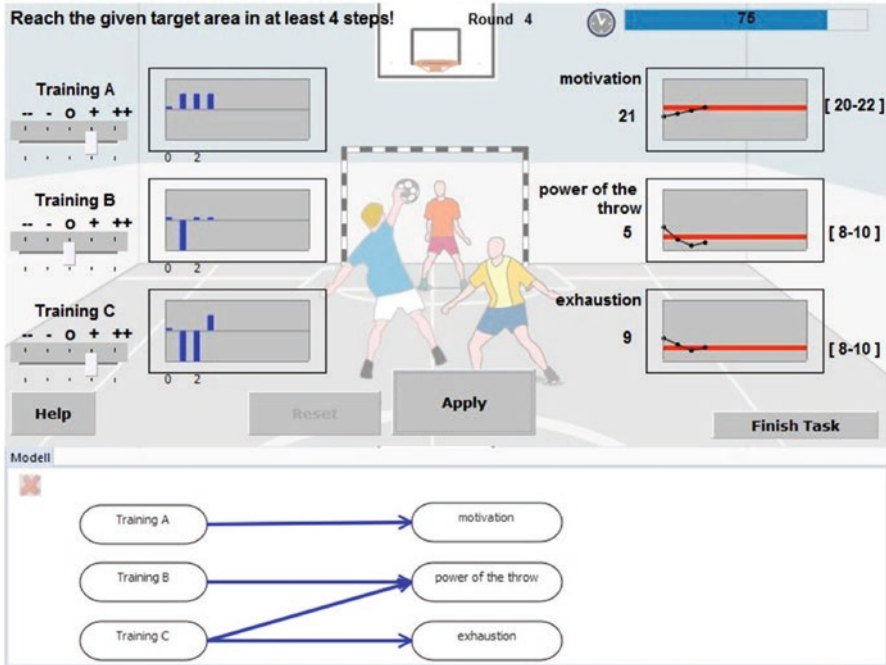 Reach the given target area in at least 4 steps!
Round 4
75
Training A
-- - o + ++
0 2
motivation
21
[ 20-22 ]
Training B
-- - o + ++
0 2
power of the
throw
5
[ 8-10 ]
Training C
-- - o + ++
0 2
exhaustion
9
[ 8-10 ]
Help
Reset
Apply
Finish Task
Modell
Training A
motivation
Training B
power of the throw
Training C
exhaustion